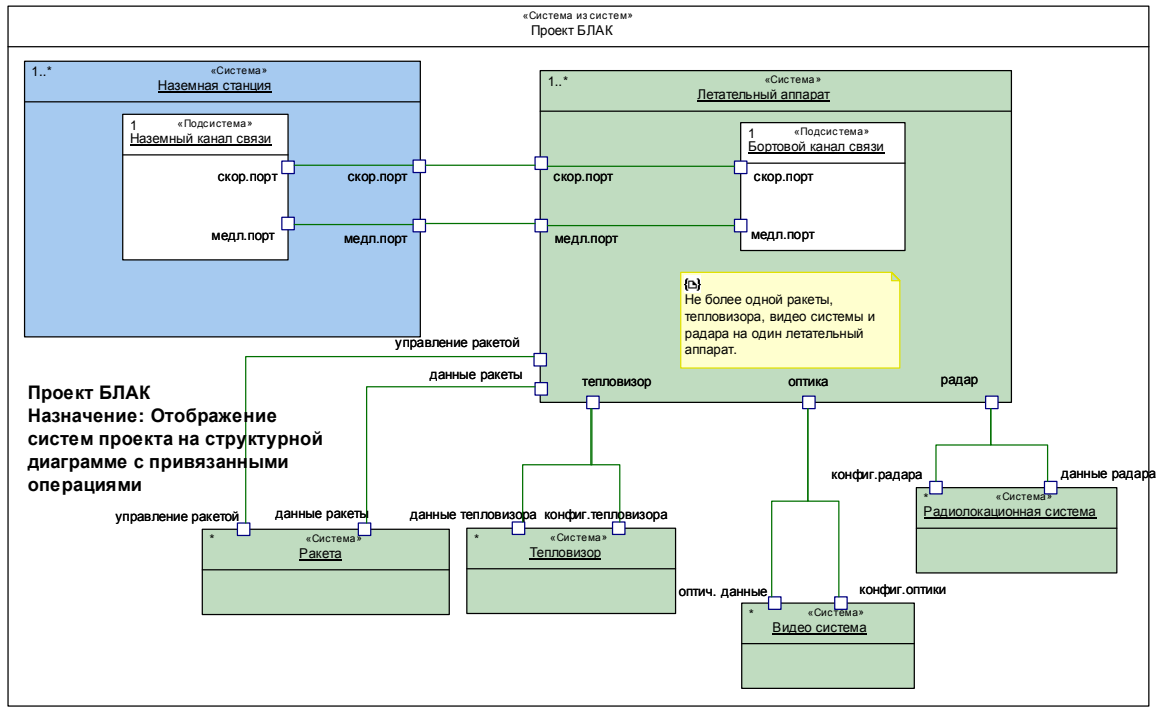 «Система из систем»
Проект БЛАК
1..*
«Система»
Наземная станция
1
«Подсистема»
Наземный канал связи
скор.порт
скор.порт
медл.порт
медл.порт
1..*
«Система»
Летательный аппарат
1
«Подсистема»
Бортовой канал связи
скор.порт
скор.порт
медл.порт
медл.порт
Не более одной ракеты,
тепловизора, видео системы и
радара на один летательный
аппарат.
управление ракетой
данные ракеты
тепловизор
оптика
радар
Проект БЛАК
Назначение: Отображение
систем проекта на структурной
диаграмме с привязанными
операциями
управление ракетой
данные ракеты
*
«Система»
Ракета
данные тепловизора
конфиг.тепловизора
*
«Система»
Тепловизор
конфиг.радара
данные радара
*
«Система»
Радиолокационная система
оптич. данные
конфиг.оптики
*
«Система»
Видео система